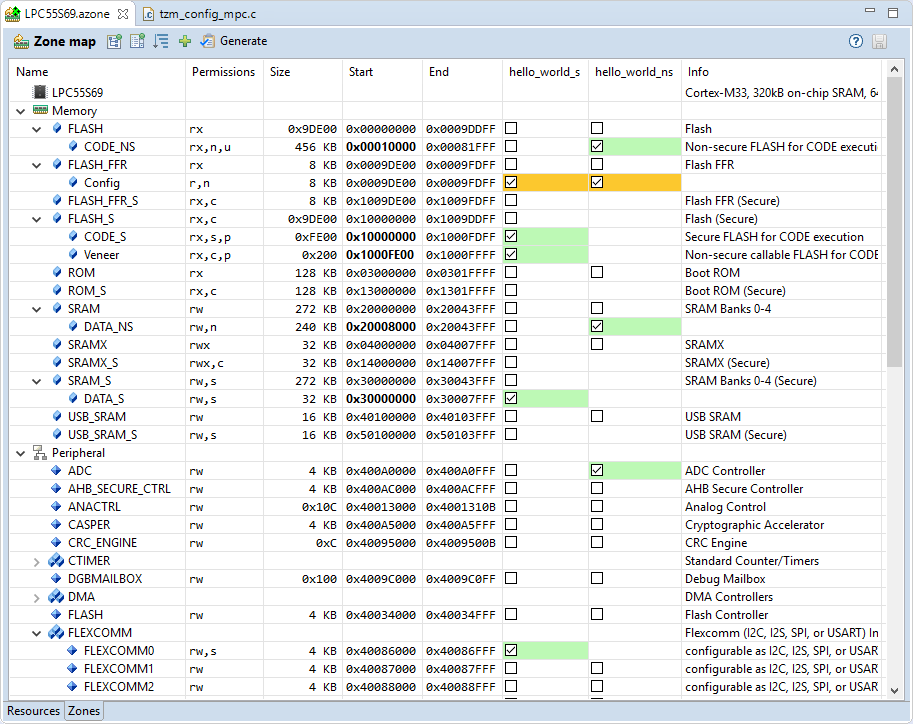 LPC55S69.azone tzm_config_mpc.c
Zone map Generate
Name Permissions Size Start End hello_world_s hello_world_ns Info
LPC55S69 Cortex-M33, 320kB on-chip SRAM, 64
Memory
FLASH rx 0x9DE00 0x00000000 0x0009DDFF Flash
CODE_NS rx,n,u 456 KB 0x00010000 0x00081FFF Non-secure FLASH for CODE executi
FLASH_FFR rx 8 KB 0x0009DE00 0x0009FDFF Flash FFR
Config r,n 8 KB 0x0009DE00 0x0009FDFF
FLASH_FFR_S rx,c 8 KB 0x1009DE00 0x1009FDFF Flash FFR (Secure)
FLASH_S rx,c 0x9DE00 0x10000000 0x1009DDFF Flash (Secure)
CODE_S rx,s,p 0xFE00 0x10000000 0x1000FDFF Secure FLASH for CODE execution
Veneer rx,c,p 0x200 0x1000FE00 0x1000FFFF Non-secure callable FLASH for CODE
ROM rx 128 KB 0x03000000 0x0301FFFF Boot ROM
ROM_S rx,c 128 KB 0x13000000 0x1301FFFF Boot ROM (Secure)
SRAM rw 272 KB 0x20000000 0x20043FFF SRAM Banks 0-4
DATA_NS rw,n 240 KB 0x20008000 0x20043FFF
SRAMX rwx 32 KB 0x04000000 0x04007FFF SRAMX
SRAMX_S rwx,c 32 KB 0x14000000 0x14007FFF SRAMX (Secure)
SRAM_S rw,s 272 KB 0x30000000 0x30043FFF SRAM Banks 0-4 (Secure)
DATA_S rw,s 32 KB 0x30000000 0x30007FFF
USB_SRAM rw 16 KB 0x40100000 0x40103FFF USB SRAM
USB_SRAM_S rw,s 16 KB 0x50100000 0x50103FFF USB SRAM (Secure)
Peripheral
ADC rw 4 KB 0x400A0000 0x400A0FFF ADC Controller
AHB_SECURE_CTRL rw 4 KB 0x400AC000 0x400ACFFF AHB Secure Controller
ANACTRL rw 0x10C 0x40013000 0x4001310B Analog Control
CASPER rw 4 KB 0x400A5000 0x400A5FFF Cryptographic Accelerator
CRC_ENGINE rw 0xC 0x40095000 0x4009500B CRC Engine
CTIMER Standard Counter/Timers
DGBMAILBOX rw 0x100 0x4009C000 0x4009C0FF Debug Mailbox
DMA DMA Controllers
FLASH rw 4 KB 0x40034000 0x40034FFF Flash Controller
FLEXCOMM Flexcomm (I2C, I2S, SPI, or USART) In
FLEXCOMM0 rw,s 4 KB 0x40086000 0x40086FFF configurable as I2C, I2S, SPI, or USAR
FLEXCOMM1 rw 4 KB 0x40087000 0x40087FFF configurable as I2C, I2S, SPI, or USAR
FLEXCOMM2 rw 4 KB 0x40088000 0x40088FFF configurable as I2C, I2S, SPI, or USAR
Resources Zones